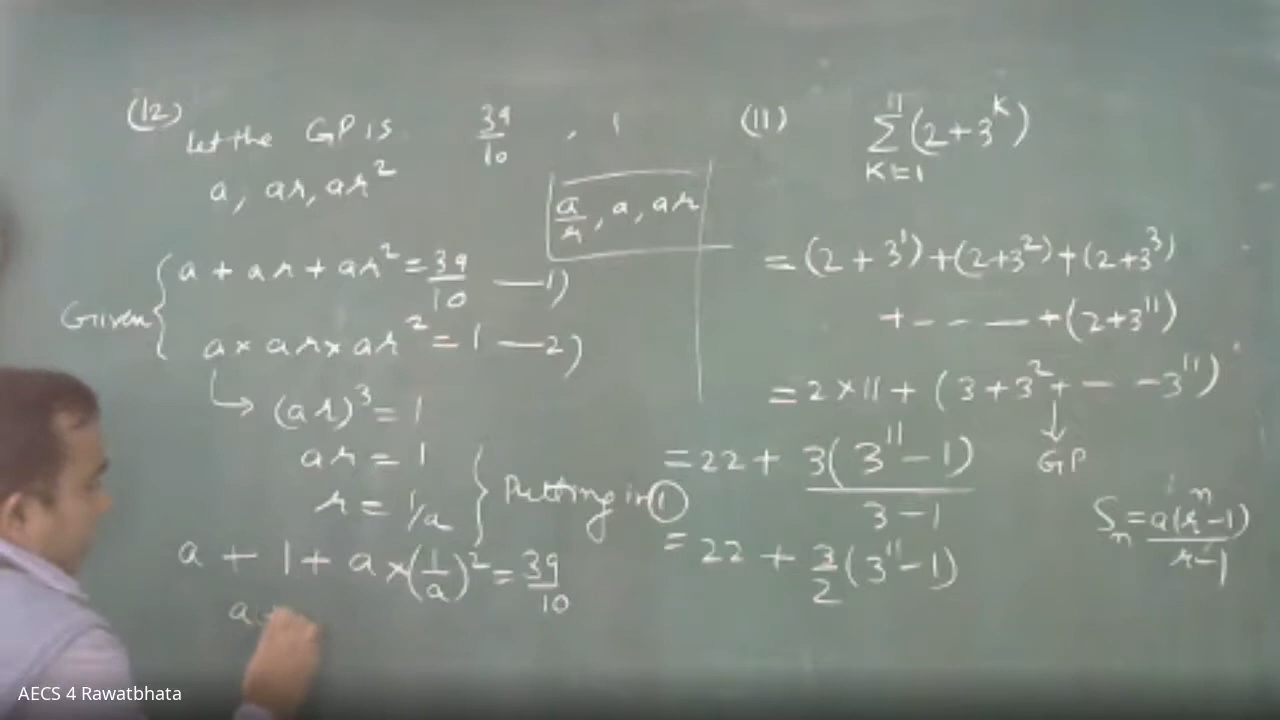 (12)
Let the GP is 39/10 , 1
a, ar, ar²
a/r, a, ar
Given { a + ar + ar² = 39/10 —1)
a × ar × ar² = 1 —2)
↳ (ar)³ = 1
ar = 1
r = 1/a } Putting in ①
a + 1 + a × (1/a)² = 39/10
a
(11) ∑_{K=1}^{11} (2+3^K)
= (2 + 3¹) + (2+3²) + (2+3³)
+ - - — + (2+3¹¹)
= 2×11 + (3 + 3² + - - 3¹¹)
↓
GP
= 22 + 3(3¹¹ - 1)/(3 - 1)
= 22 + 3/2 (3¹¹ - 1)
Sₙ = a(rⁿ-1)/(r-1)
AECS 4 Rawatbhata